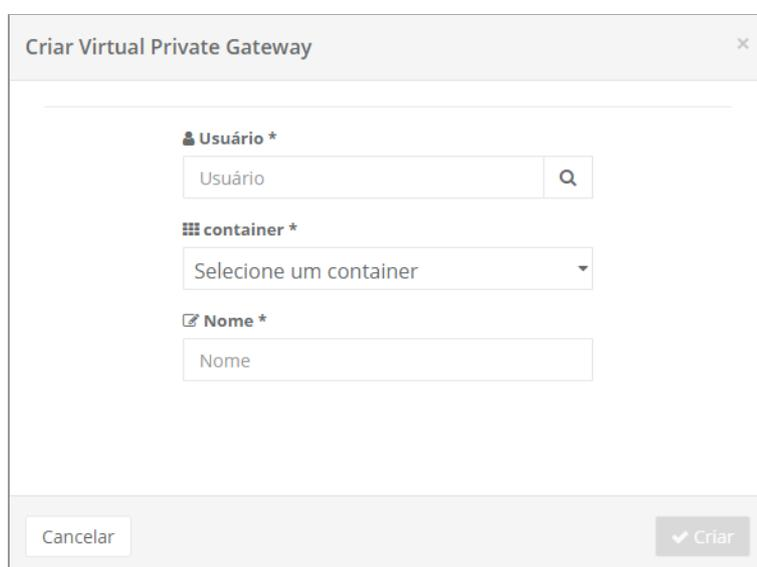 Criar Virtual Private Gateway
×
Usuário *
Usuário
container *
Selecione um container
Nome *
Nome
Cancelar
Criar